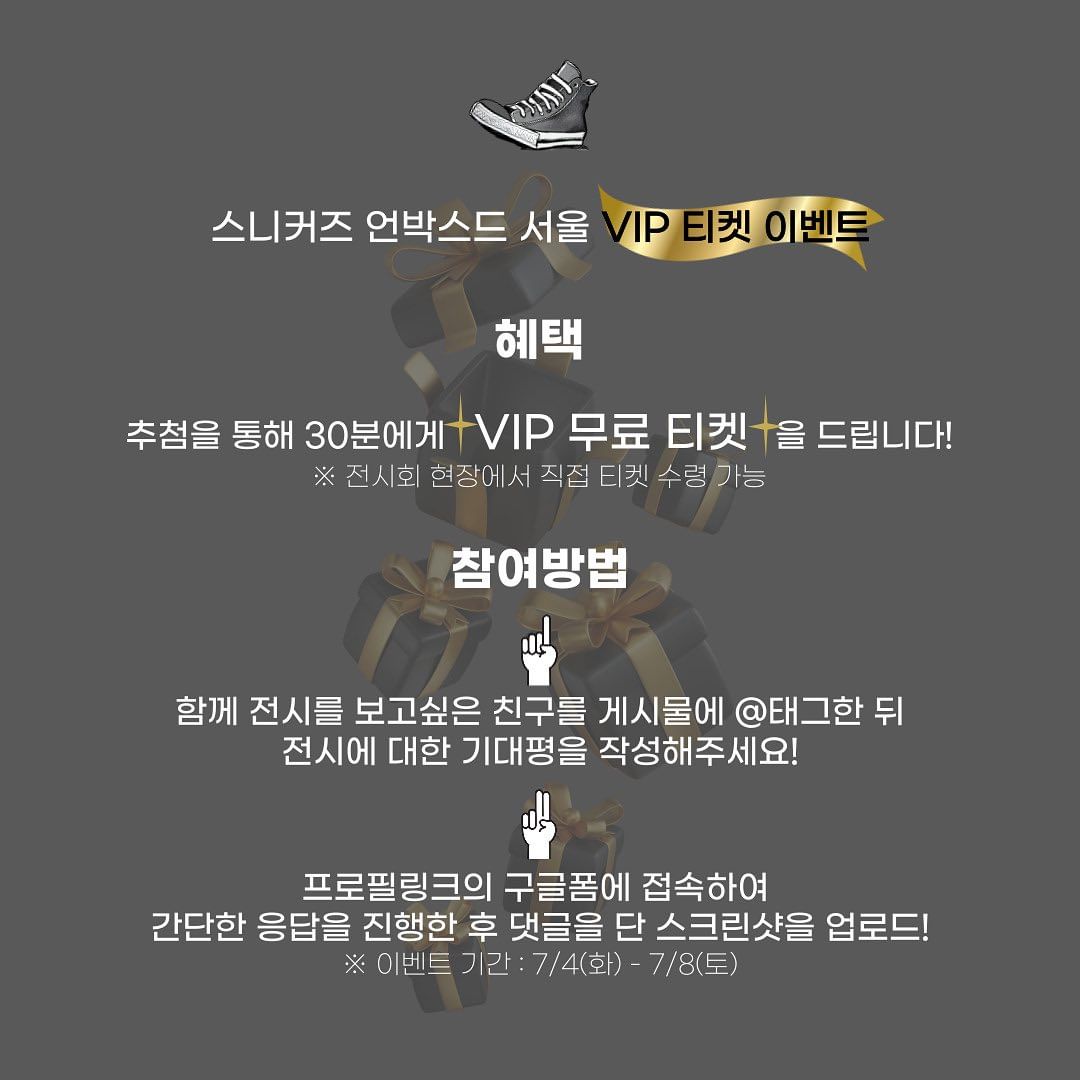 스니커즈 언박스드 서울 VIP 티켓 이벤트
혜택
추첨을 통해 30분에게 VIP 무료 티켓 을 드립니다!
※ 전시회 현장에서 직접 티켓 수령 가능
참여방법
함께 전시를 보고싶은 친구를 게시물에 @태그한 뒤
전시에 대한 기대평을 작성해주세요!
프로필링크의 구글폼에 접속하여
간단한 응답을 진행한 후 댓글을 단 스크린샷을 업로드!
※ 이벤트 기간 : 7/4(화) - 7/8(토)